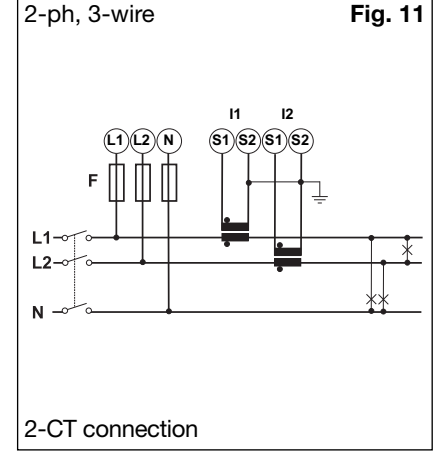 2-ph, 3-wire Fig. 11
I1 I2
L1 L2 N S1 S2 S1 S2
F
L1
L2
N
2-CT connection